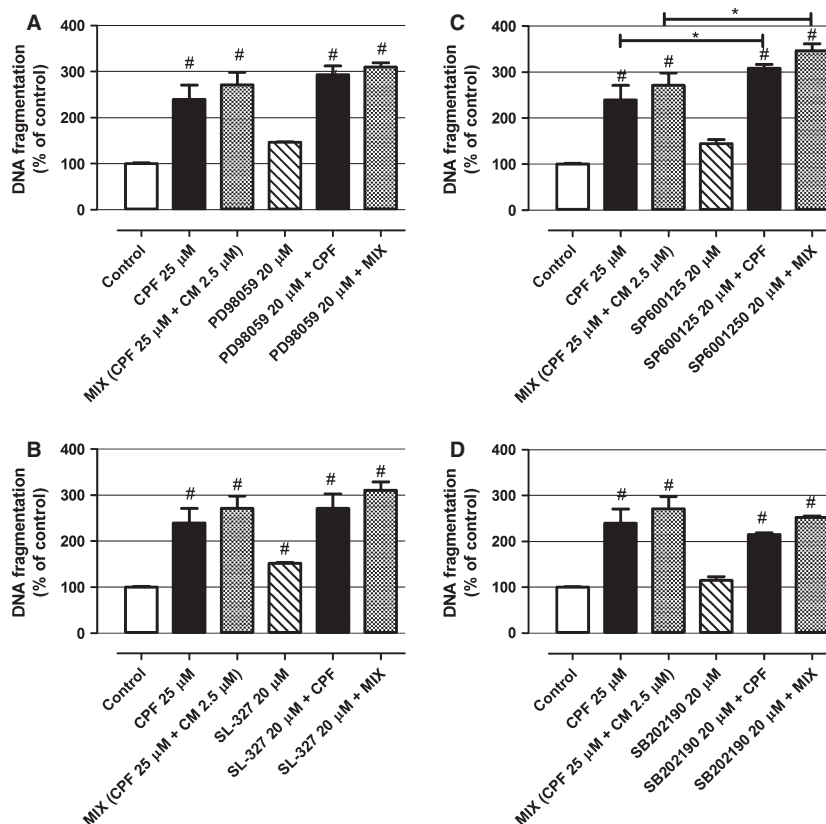 A
DNA fragmentation
(% of control)
400
300
200
100
0
#
#
#
#
Control
CPF 25 μM
MIX (CPF 25 μM + CM 2.5 μM)
PD98059 20 μM
PD98059 20 μM + CPF
PD98059 20 μM + MIX
C
DNA fragmentation
(% of control)
400
300
200
100
0
*
*
#
#
#
#
Control
CPF 25 μM
MIX (CPF 25 μM + CM 2.5 μM)
SP600125 20 μM
SP600125 20 μM + CPF
SP6001250 20 μM + MIX
B
DNA fragmentation
(% of control)
400
300
200
100
0
#
#
#
#
#
Control
CPF 25 μM
MIX (CPF 25 μM + CM 2.5 μM)
SL-327 20 μM
SL-327 20 μM + CPF
SL-327 20 μM + MIX
D
DNA fragmentation
(% of control)
400
300
200
100
0
#
#
#
#
Control
CPF 25 μM
MIX (CPF 25 μM + CM 2.5 μM)
SB202190 20 μM
SB202190 20 μM + CPF
SB202190 20 μM + MIX